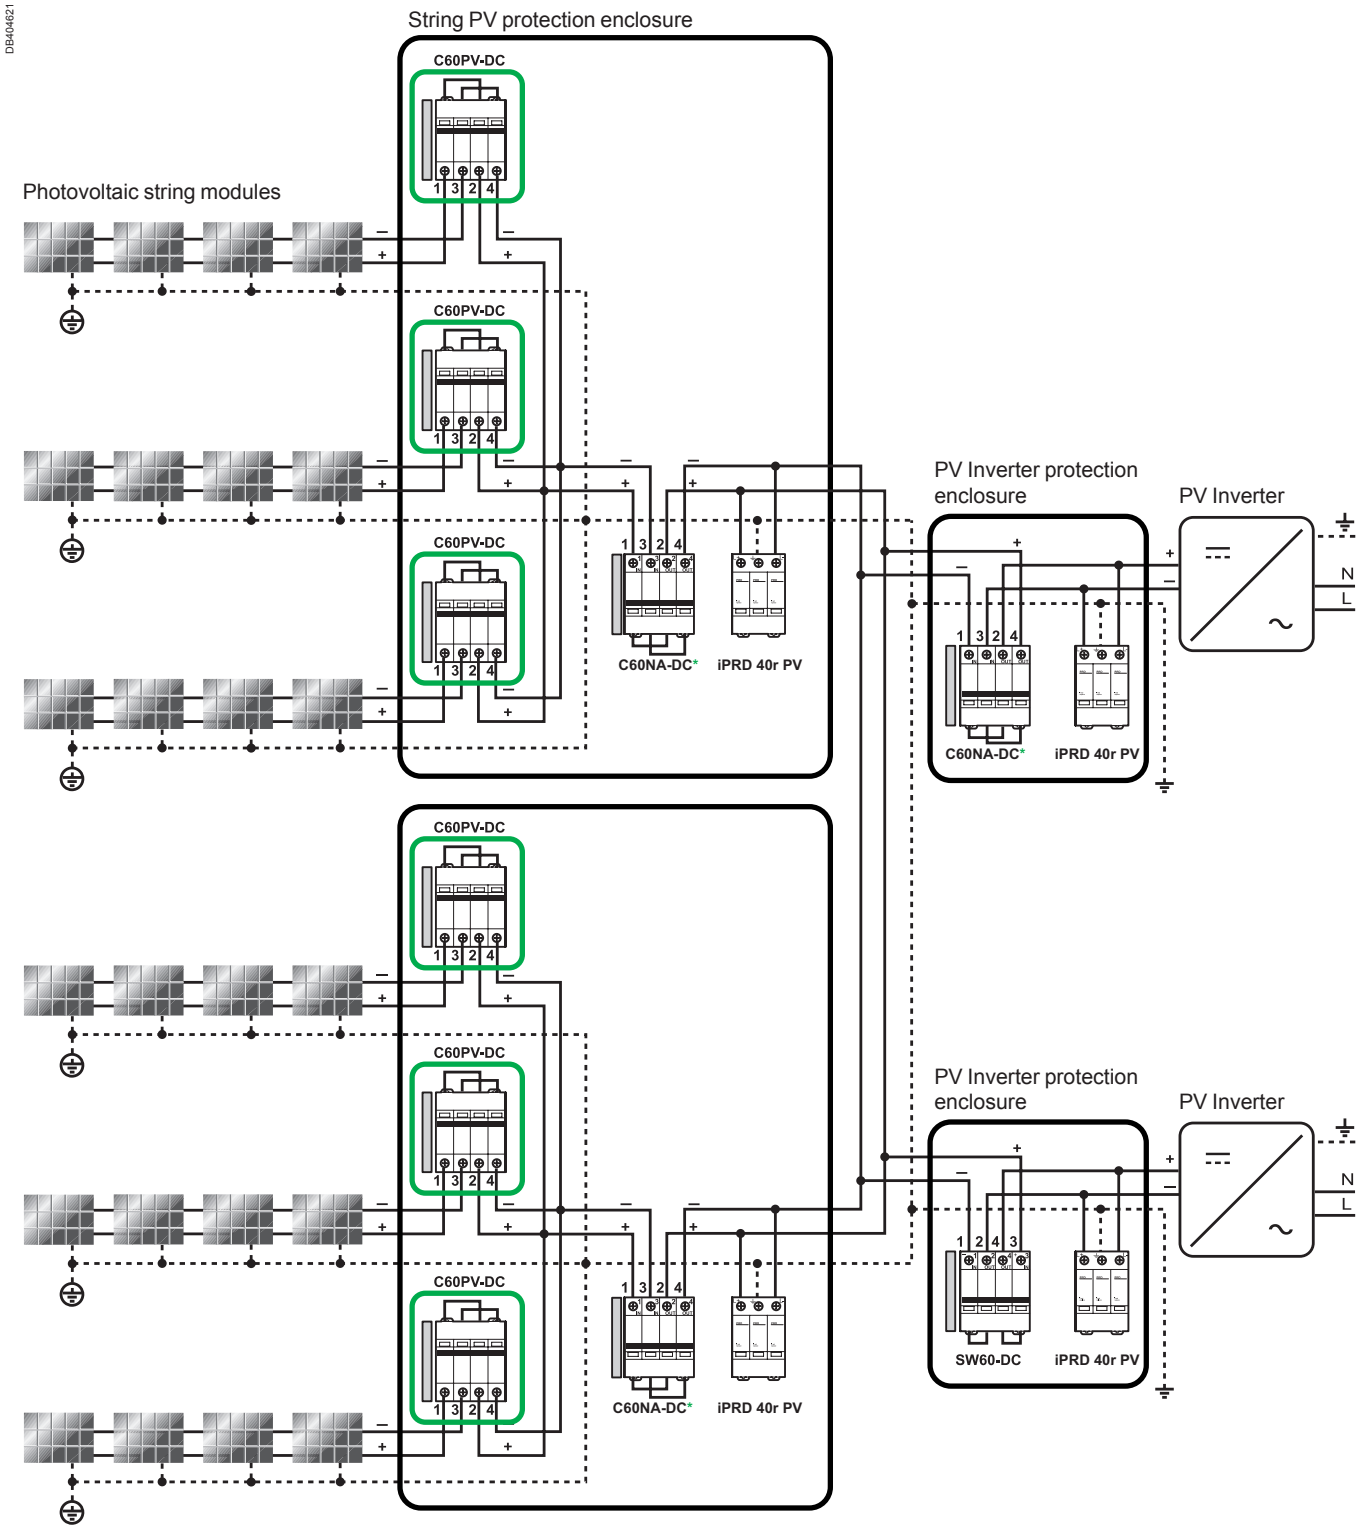 DB404621
String PV protection enclosure
C60PV-DC
1 3 2 4
Photovoltaic string modules
– –
+ +
C60PV-DC
1 3 2 4
– – – –
+ + + +
C60PV-DC
1 3 2 4
– –
+ +
1 3 2 4
C60NA-DC*
iPRD 40r PV
PV Inverter protection
enclosure
+
–
1 3 2 4
C60NA-DC*
iPRD 40r PV
PV Inverter
+
–
N
L
C60PV-DC
1 3 2 4
– –
+ +
C60PV-DC
1 3 2 4
– – – –
+ + + +
C60PV-DC
1 3 2 4
– –
+ +
1 3 2 4
C60NA-DC*
iPRD 40r PV
PV Inverter protection
enclosure
+
–
1 2 4 3
SW60-DC
iPRD 40r PV
PV Inverter
+
–
N
L